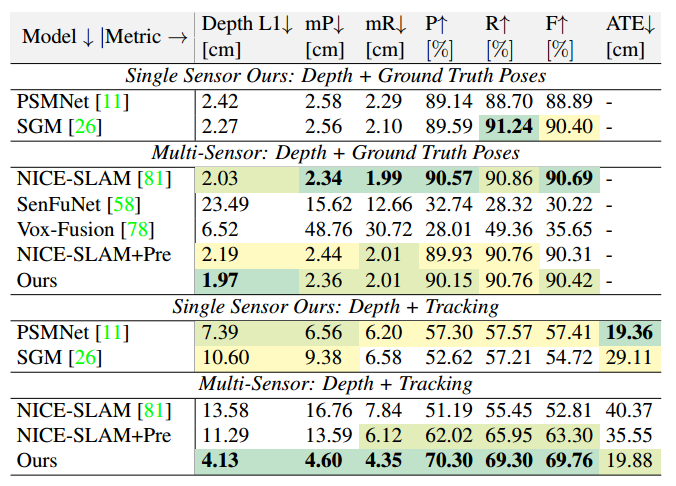 Model ↓ |Metric → Depth L1↓ mP↓ mR↓ P↑ R↑ F↑ ATE↓
[cm] [cm] [cm] [%] [%] [%] [cm]
Single Sensor Ours: Depth + Ground Truth Poses
PSMNet [11] 2.42 2.58 2.29 89.14 88.70 88.89 -
SGM [26] 2.27 2.56 2.10 89.59 91.24 90.40 -
Multi-Sensor: Depth + Ground Truth Poses
NICE-SLAM [81] 2.03 2.34 1.99 90.57 90.86 90.69 -
SenFuNet [58] 23.49 15.62 12.66 32.74 28.32 30.22 -
Vox-Fusion [78] 6.52 48.76 30.72 28.01 49.36 35.65 -
NICE-SLAM+Pre 2.19 2.44 2.01 89.93 90.76 90.31 -
Ours 1.97 2.36 2.01 90.15 90.76 90.42 -
Single Sensor Ours: Depth + Tracking
PSMNet [11] 7.39 6.56 6.20 57.30 57.57 57.41 19.36
SGM [26] 10.60 9.38 6.58 52.62 57.21 54.72 29.11
Multi-Sensor: Depth + Tracking
NICE-SLAM [81] 13.58 16.76 7.84 51.19 55.45 52.81 40.37
NICE-SLAM+Pre 11.29 13.59 6.12 62.02 65.95 63.30 35.55
Ours 4.13 4.60 4.35 70.30 69.30 69.76 19.88